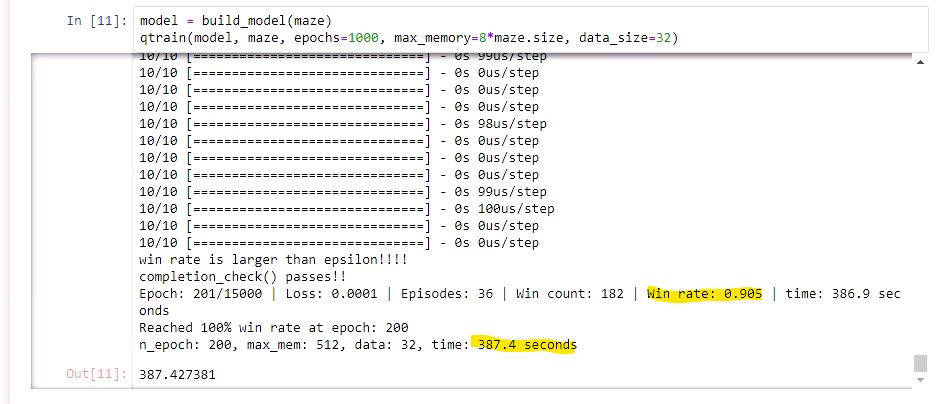 In [11]:
model = build_model(maze)
qtrain(model, maze, epochs=1000, max_memory=8*maze.size, data_size=32)
10/10 [==============================] - 0s 99us/step
10/10 [==============================] - 0s 0us/step
10/10 [==============================] - 0s 0us/step
10/10 [==============================] - 0s 0us/step
10/10 [==============================] - 0s 98us/step
10/10 [==============================] - 0s 0us/step
10/10 [==============================] - 0s 0us/step
10/10 [==============================] - 0s 0us/step
10/10 [==============================] - 0s 99us/step
10/10 [==============================] - 0s 100us/step
10/10 [==============================] - 0s 0us/step
10/10 [==============================] - 0s 0us/step
win rate is larger than epsilon!!!!
completion_check() passes!!
Epoch: 201/15000 | Loss: 0.0001 | Episodes: 36 | Win count: 182 | Win rate: 0.905 | time: 386.9 sec
onds
Reached 100% win rate at epoch: 200
n_epoch: 200, max_mem: 512, data: 32, time: 387.4 seconds
Out[11]: 387.427381